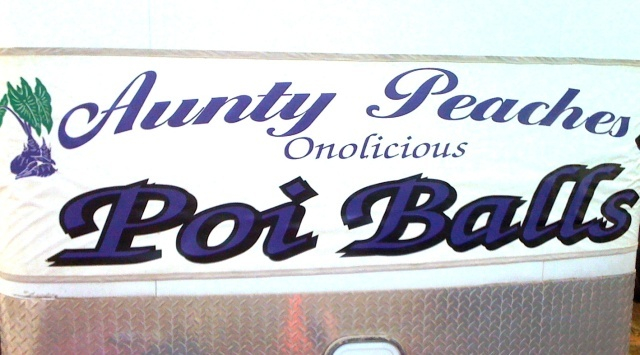 Aunty Peaches
Onolicious
Poi Balls